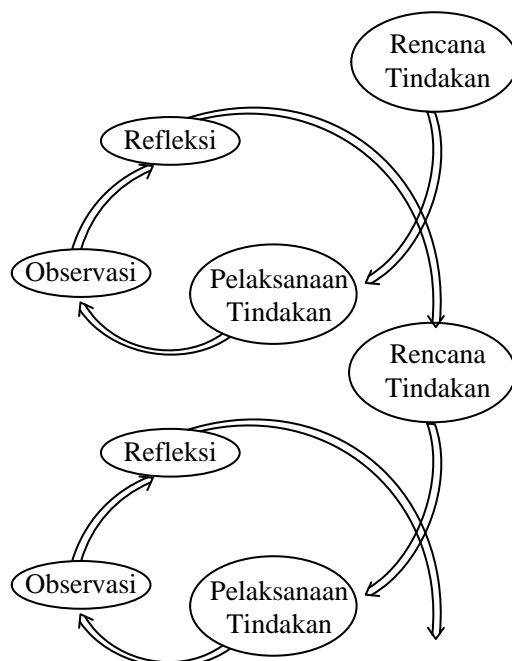 Rencana
Tindakan
Refleksi
Observasi
Pelaksanaan
Tindakan
Rencana
Tindakan
Refleksi
Observasi
Pelaksanaan
Tindakan